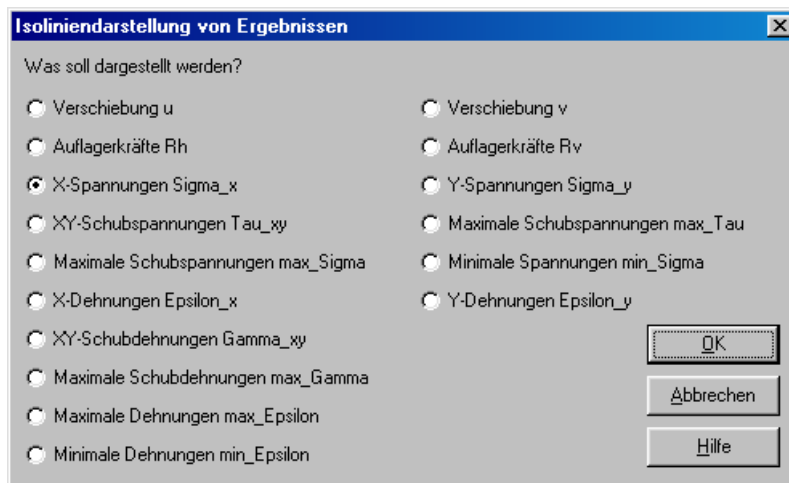 Isoliniendarstellung von Ergebnissen
Was soll dargestellt werden?
Verschiebung u
Verschiebung v
Auflagerkräfte Rh
Auflagerkräfte Rv
X-Spannungen Sigma_x
Y-Spannungen Sigma_y
XY-Schubspannungen Tau_xy
Maximale Schubspannungen max_Tau
Maximale Schubspannungen max_Sigma
Minimale Spannungen min_Sigma
X-Dehnungen Epsilon_x
Y-Dehnungen Epsilon_y
XY-Schubdehnungen Gamma_xy
OK
Maximale Schubdehnungen max_Gamma
Abbrechen
Maximale Dehnungen max_Epsilon
Minimale Dehnungen min_Epsilon
Hilfe